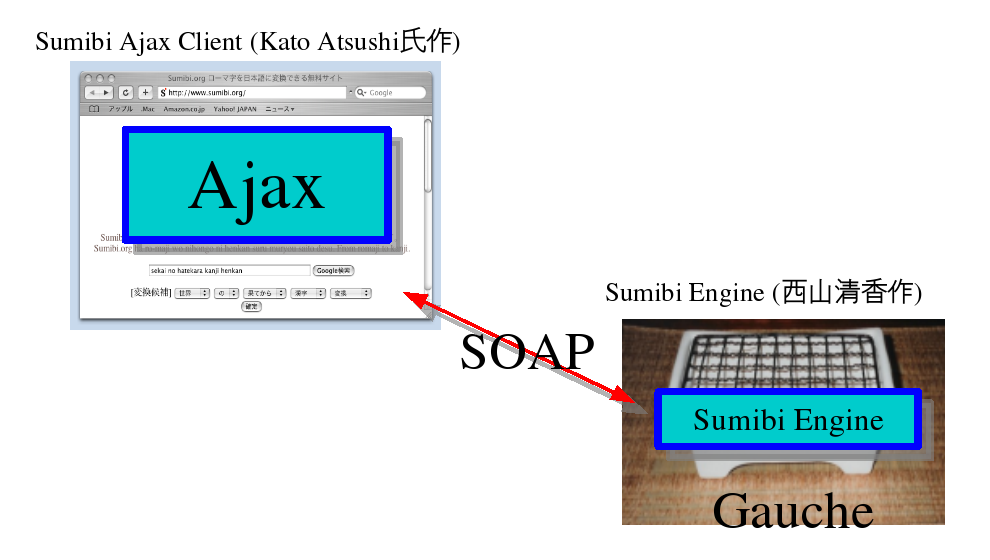 Sumibi Ajax Client (Kato Atsushi氏作)
Sumibi.org ローマ字を日本語に変換できる無料サイト
http://www.sumibi.org/
Google
アップル .Mac Amazon.co.jp Yahoo! JAPAN ニュース▼
Ajax
Sumib
Sumibi.org
sekai no hatekara kanji henkan Google検索
[変換候補] 世界 の 果てから 漢字 変換
確定
SOAP
Sumibi Engine (西山清香作)
Sumibi Engine
Gauche